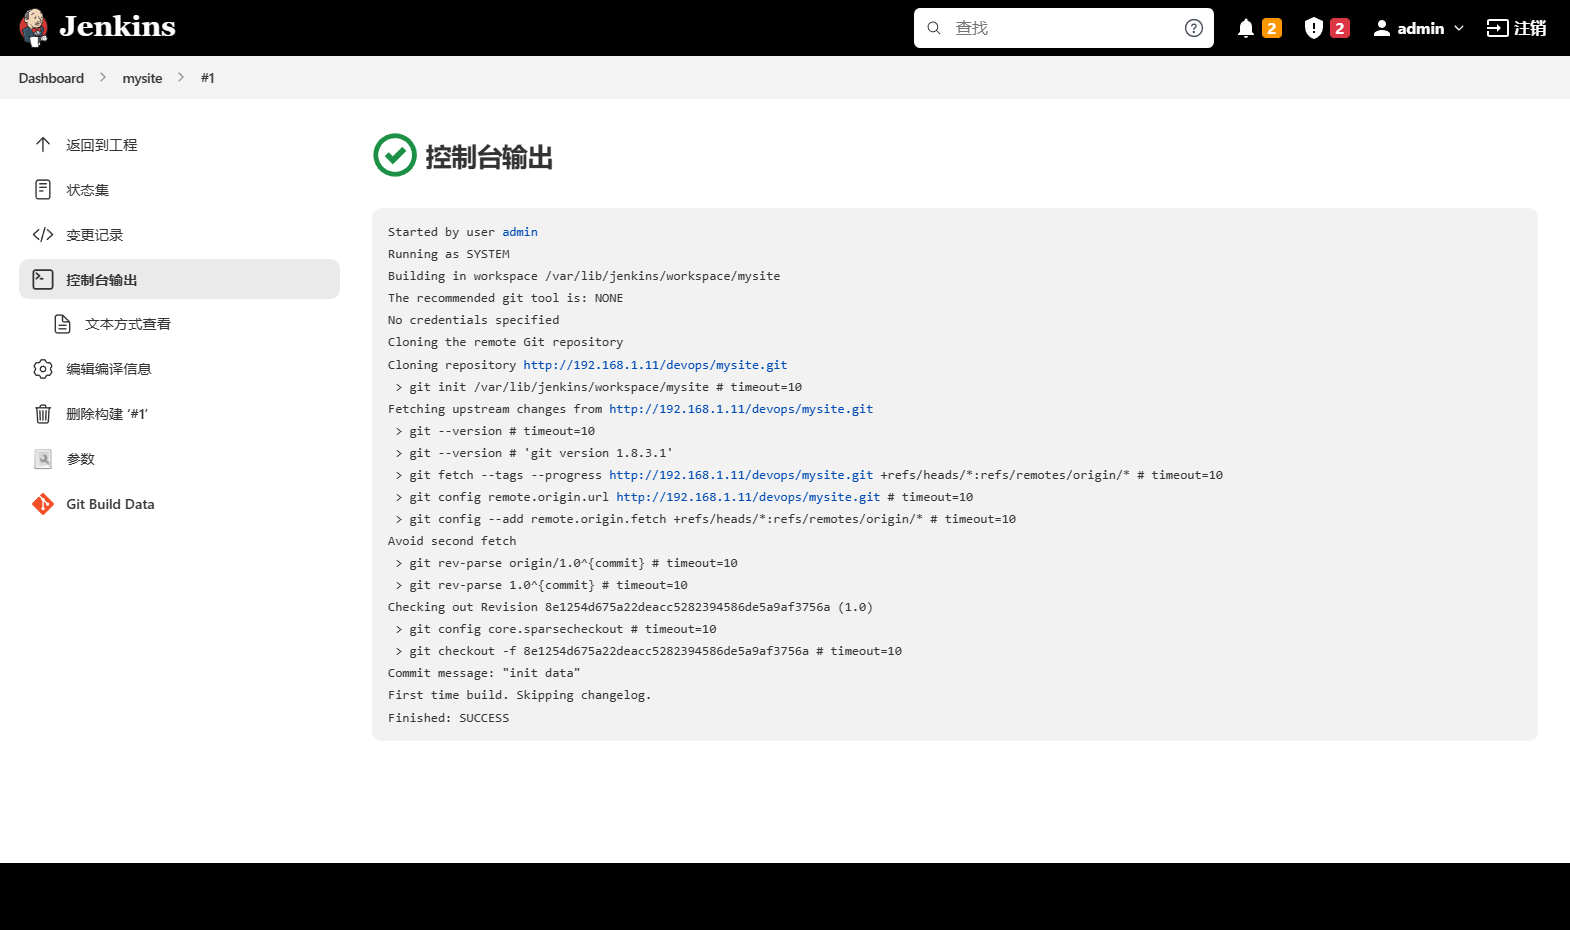 Jenkins
查找
2
2
admin
注销
Dashboard
mysite
#1
返回到工程
状态集
变更记录
控制台输出
文本方式查看
编辑编译信息
删除构建 ‘#1’
参数
Git Build Data
控制台输出
Started by user admin
Running as SYSTEM
Building in workspace /var/lib/jenkins/workspace/mysite
The recommended git tool is: NONE
No credentials specified
Cloning the remote Git repository
Cloning repository http://192.168.1.11/devops/mysite.git
 > git init /var/lib/jenkins/workspace/mysite # timeout=10
Fetching upstream changes from http://192.168.1.11/devops/mysite.git
 > git --version # timeout=10
 > git --version # 'git version 1.8.3.1'
 > git fetch --tags --progress http://192.168.1.11/devops/mysite.git +refs/heads/*:refs/remotes/origin/* # timeout=10
 > git config remote.origin.url http://192.168.1.11/devops/mysite.git # timeout=10
 > git config --add remote.origin.fetch +refs/heads/*:refs/remotes/origin/* # timeout=10
Avoid second fetch
 > git rev-parse origin/1.0^{commit} # timeout=10
 > git rev-parse 1.0^{commit} # timeout=10
Checking out Revision 8e1254d675a22deacc5282394586de5a9af3756a (1.0)
 > git config core.sparsecheckout # timeout=10
 > git checkout -f 8e1254d675a22deacc5282394586de5a9af3756a # timeout=10
Commit message: "init data"
First time build. Skipping changelog.
Finished: SUCCESS